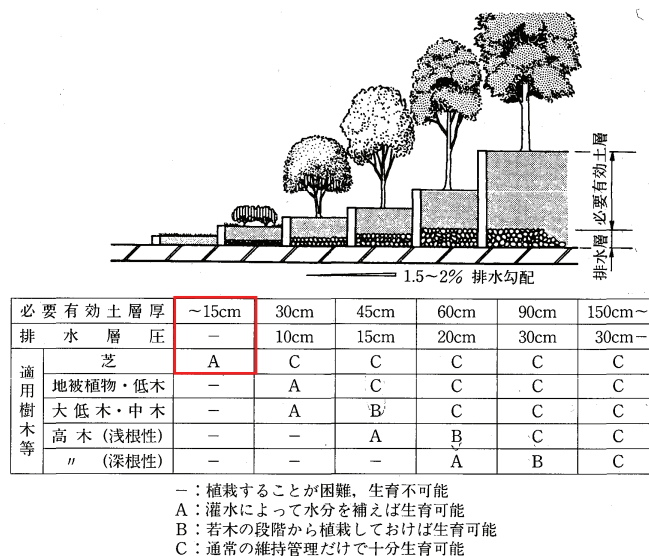 必要有効土層
排水層
1.5~2% 排水勾配
必要有効土層厚 ~15cm 30cm 45cm 60cm 90cm 150cm~
排水層圧 - 10cm 15cm 20cm 30cm 30cm-
適用樹木等
芝 A C C C C C
地被植物・低木 - A C C C C
大低木・中木 - A B C C C
高木(浅根性) - - A B C C
〃(深根性) - - - A B C
-:植栽することが困難,生育不可能
A:灌水によって水分を補えば生育可能
B:若木の段階から植栽しておけば生育可能
C:通常の維持管理だけで十分生育可能